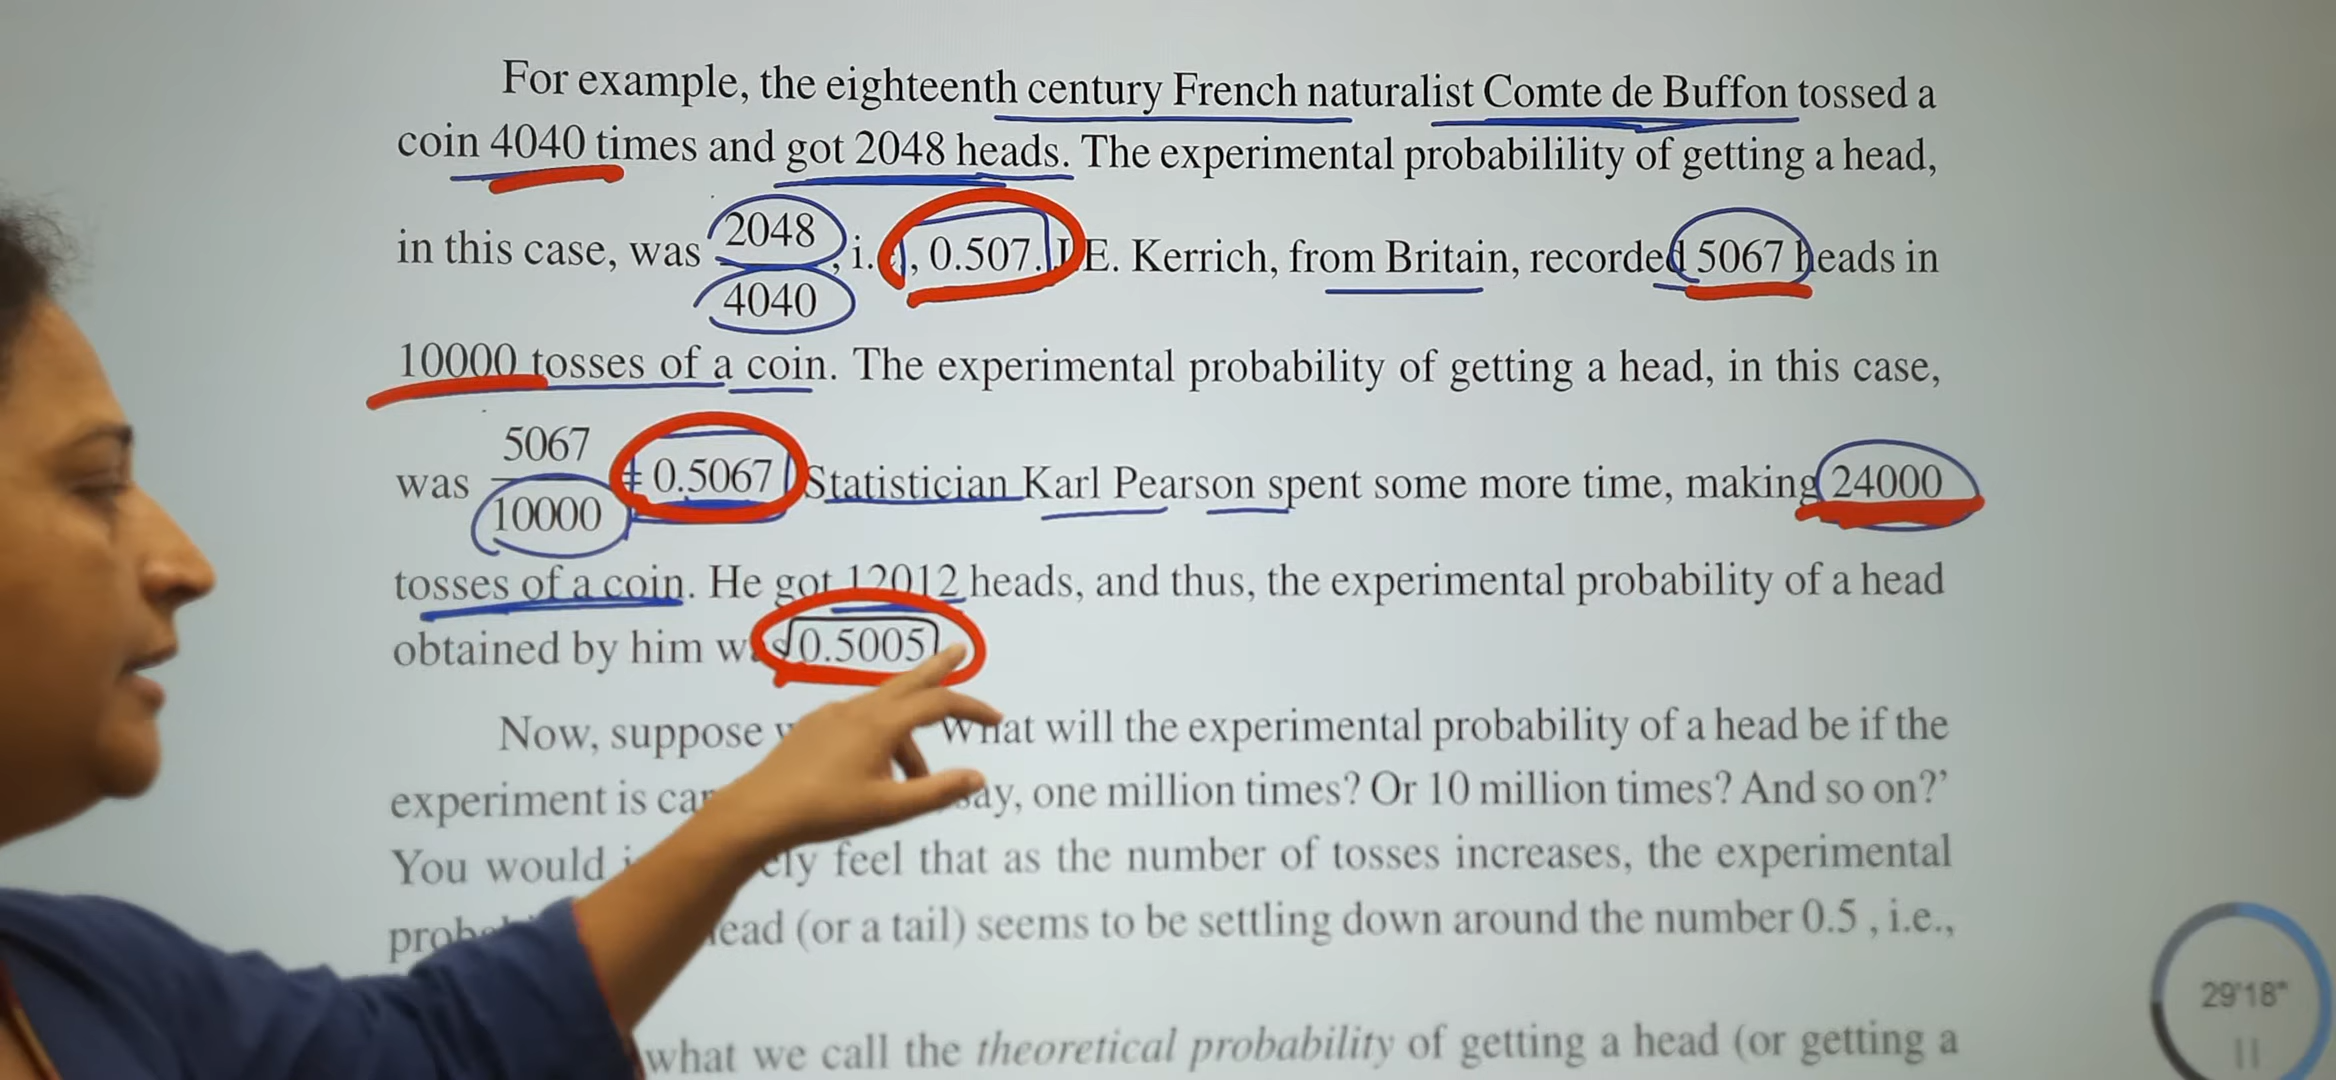 For example, the eighteenth century French naturalist Comte de Buffon tossed a
coin 4040 times and got 2048 heads. The experimental probabilility of getting a head,
in this case, was 2048/4040, i. , 0.507. J.E. Kerrich, from Britain, recorded 5067 heads in
10000 tosses of a coin. The experimental probability of getting a head, in this case,
was 5067/10000 = 0.5067 Statistician Karl Pearson spent some more time, making 24000
tosses of a coin. He got 12012 heads, and thus, the experimental probability of a head
obtained by him 0.5005
Now, suppose What will the experimental probability of a head be if the
experiment is say, one million times? Or 10 million times? And so on?’
You would feel that as the number of tosses increases, the experimental
(or a tail) seems to be settling down around the number 0.5 , i.e.,
what we call the theoretical probability of getting a head (or getting a
29'18"